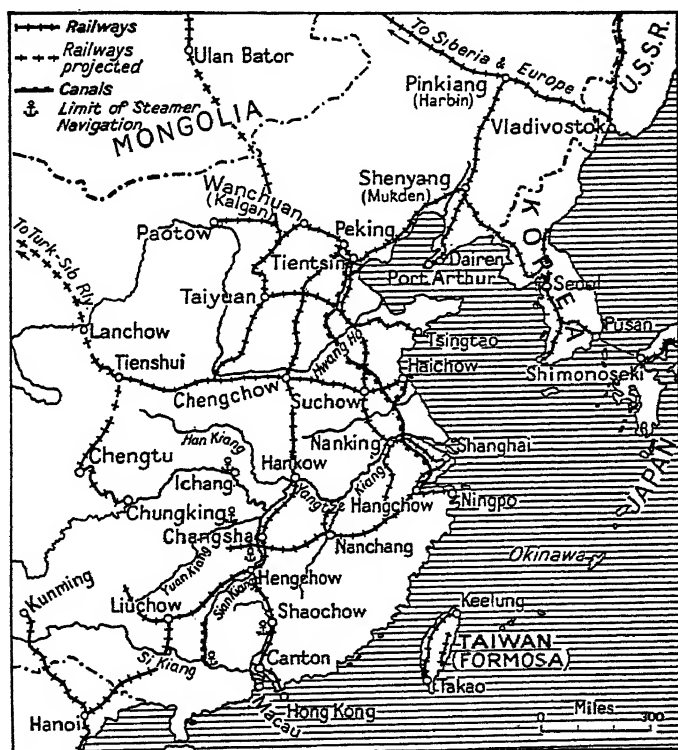 Railways
Railways
projected
Canals
Limit of Steamer
Navigation
Ulan Bator
MONGOLIA
To Siberia & Europe
U.S.S.R.
Pinkiang
(Harbin)
Vladivostok
Shenyang
(Mukden)
Wanchuan
(Kalgan)
Peking
Paotow
Tientsin
KOREA
Dairen
Port Arthur
Seoul
To Turk-Sib Rly.
Taiyuan
Lanchow
Tsingtao
Pusan
Hwang Ho
Tienshui
Haichow
Shimonoseki
Chengchow
Suchow
Han Kiang
Nanking
Shanghai
JAPAN
Chengtu
Hankow
Ichang
Yangtse Kiang
Hangchow
Ningpo
Chungking
Changsha
Nanchang
Okinawa
Yuan Kiang
Hengchow
Kunming
Liuchow
Sian Kiang
Shaochow
Keelung
TAIWAN
(FORMOSA)
Si Kiang
Canton
Takao
Hong Kong
Macau
Hanoi
Miles
0 300